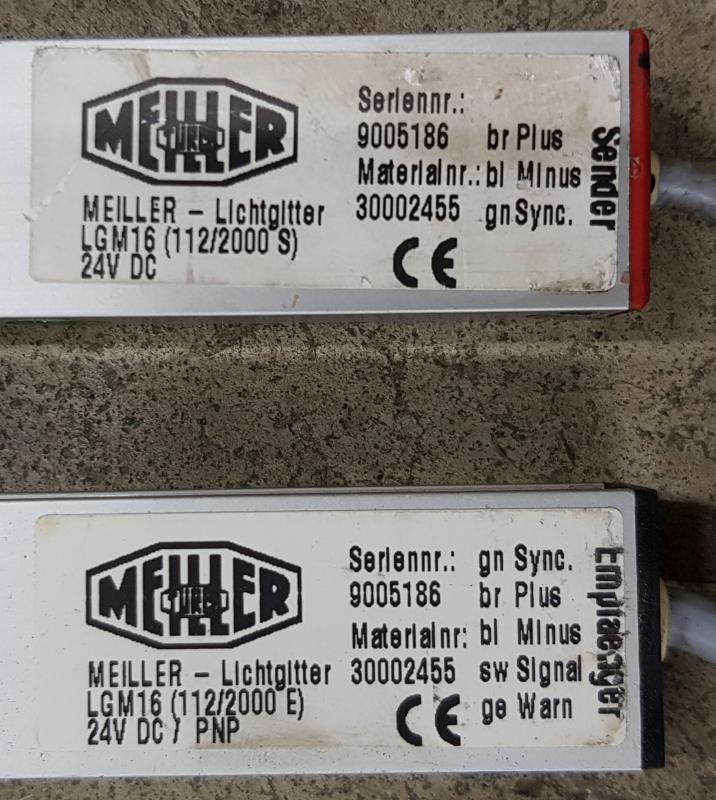 MEILLER
MEILLER – Lichtgitter
LGM16 (112/2000 S)
24V DC
Seriennr.:
9005186 br Plus
Materialnr.: bl Minus
30002455 gn Sync.
CE
Sender
MEILLER
MEILLER – Lichtgitter
LGM16 (112/2000 E)
24V DC / PNP
Seriennr.: gn Sync.
9005186 br Plus
Materialnr: bl Minus
30002455 sw Signal
CE ge Warn
Empfaenger